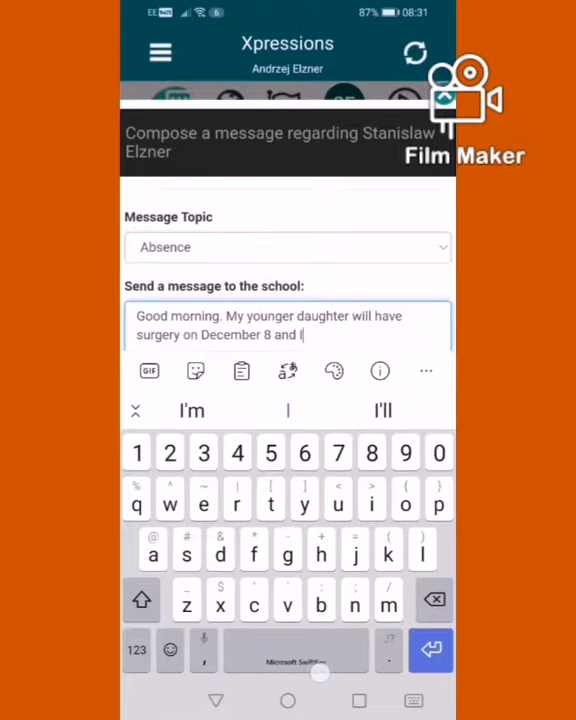 EE VoLTE 6 87% 08:31
Xpressions
Andrzej Elzner
Compose a message regarding Stanislaw
Elzner
Film Maker
Message Topic
Absence
Send a message to the school:
Good morning. My younger daughter will have
surgery on December 8 and I
GIF
I'm I I'll
1 2 3 4 5 6 7 8 9 0
% ^ ~ | [ ] < > { }
q w e r t y u i o p
@ # & * - + = ( )
a s d f g h j k l
_ $ " ' : ; /
z x c v b n m
123 , Microsoft SwiftKey .